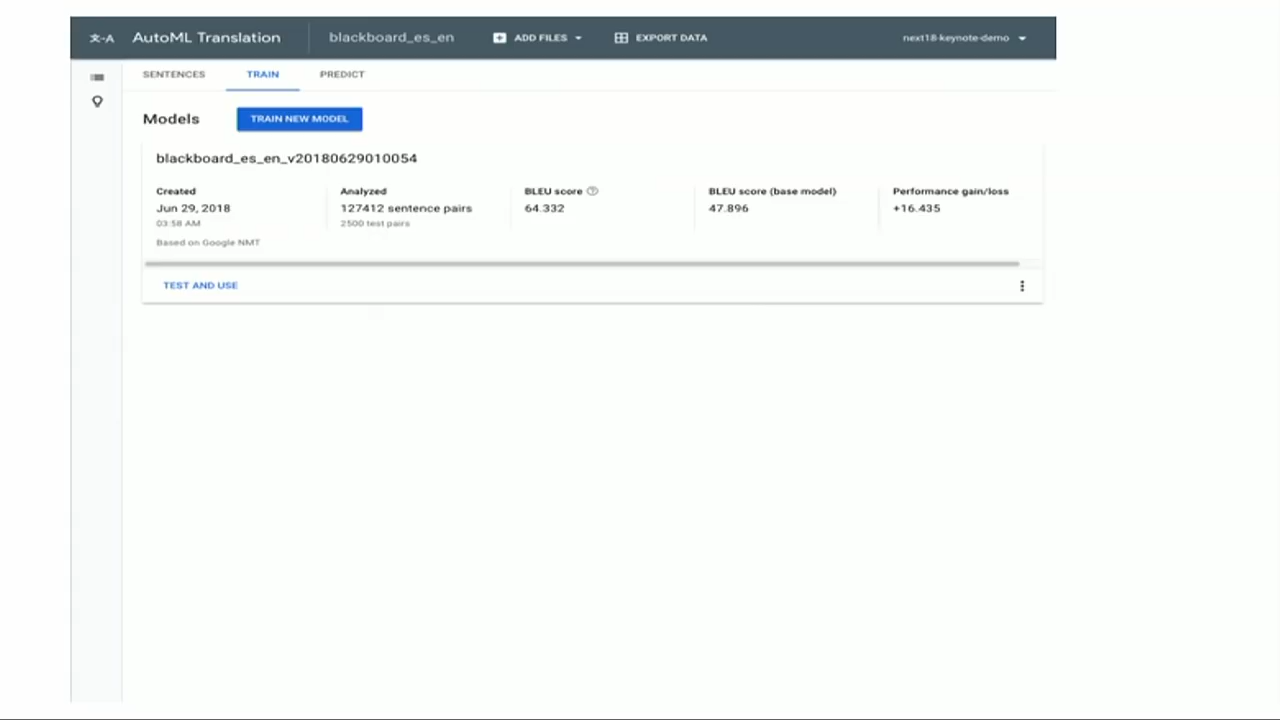 文-A AutoML Translation blackboard_es_en ADD FILES EXPORT DATA next18-keynote-demo
SENTENCES TRAIN PREDICT
Models TRAIN NEW MODEL
blackboard_es_en_v20180629010054
Created Analyzed BLEU score BLEU score (base model) Performance gain/loss
Jun 29, 2018 127412 sentence pairs 64.332 47.896 +16.435
03:58 AM 2500 test pairs
Based on Google NMT
TEST AND USE